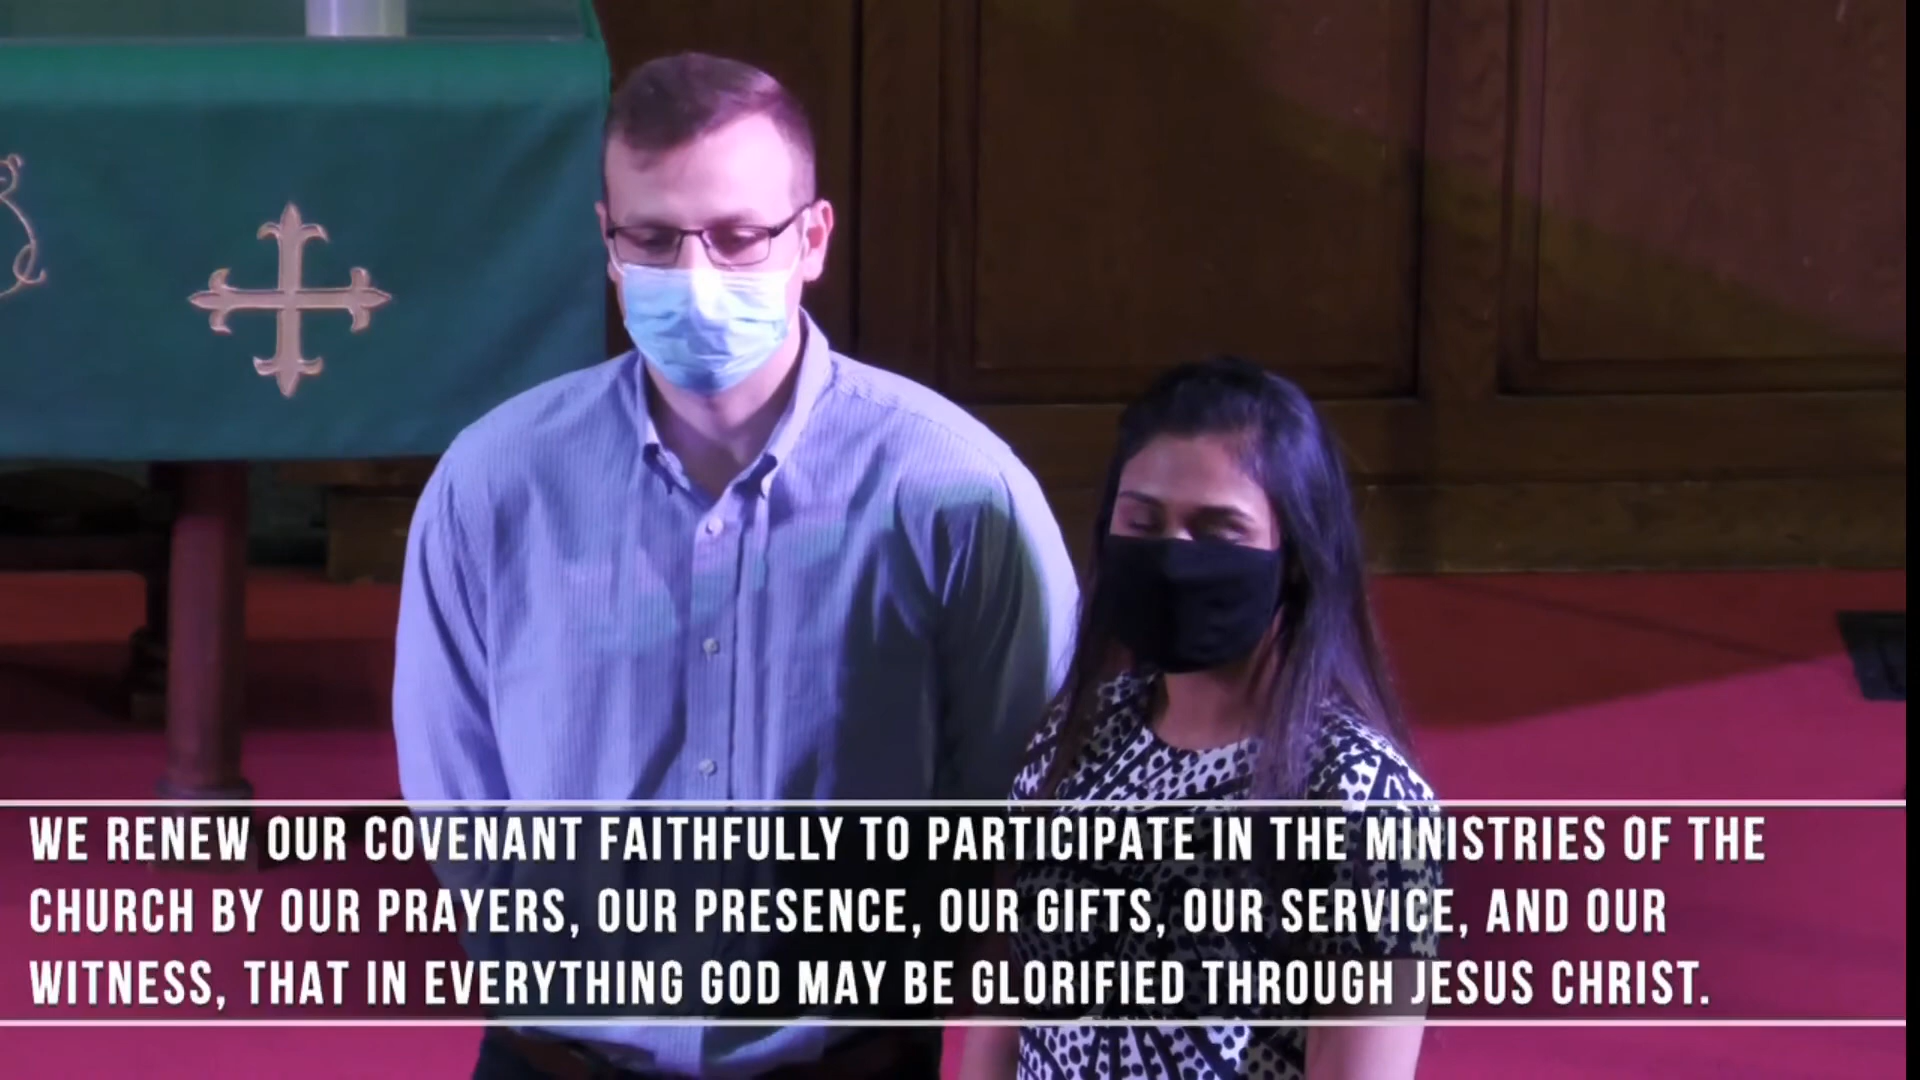 WE RENEW OUR COVENANT FAITHFULLY TO PARTICIPATE IN THE MINISTRIES OF THE
CHURCH BY OUR PRAYERS, OUR PRESENCE, OUR GIFTS, OUR SERVICE, AND OUR
WITNESS, THAT IN EVERYTHING GOD MAY BE GLORIFIED THROUGH JESUS CHRIST.